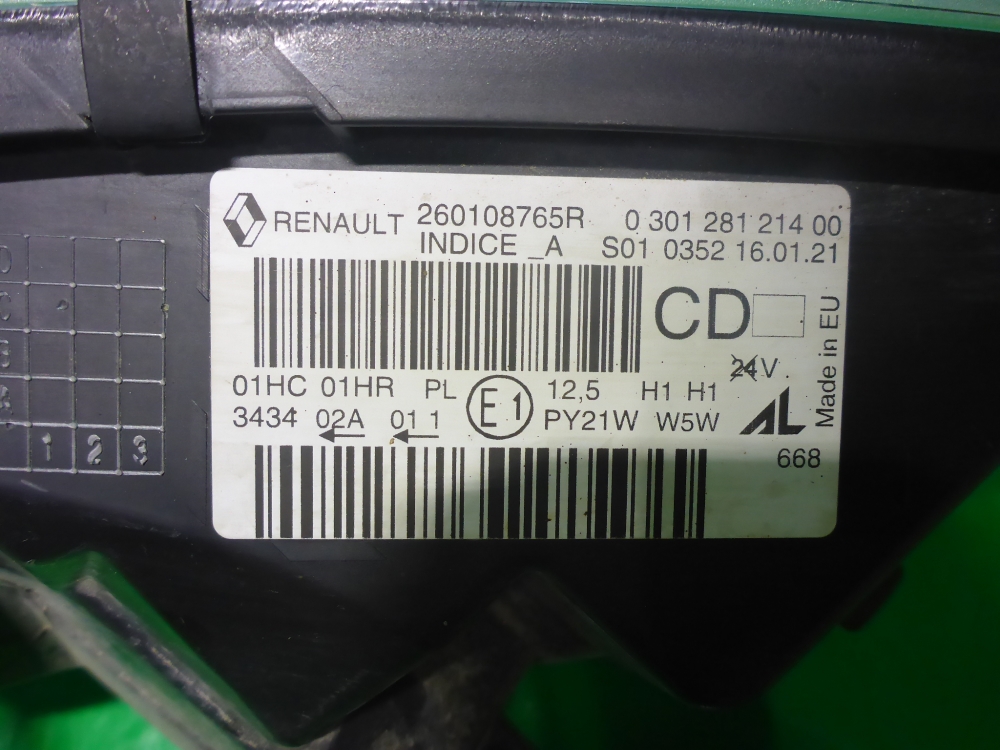 RENAULT 260108765R 0 301 281 214 00
INDICE _A S01 0352 16.01.21
CD
24V
Made in EU
01HC 01HR PL E1 12,5 H1 H1
3434 02A 01 1 PY21W W5W AL
668
1 2 3